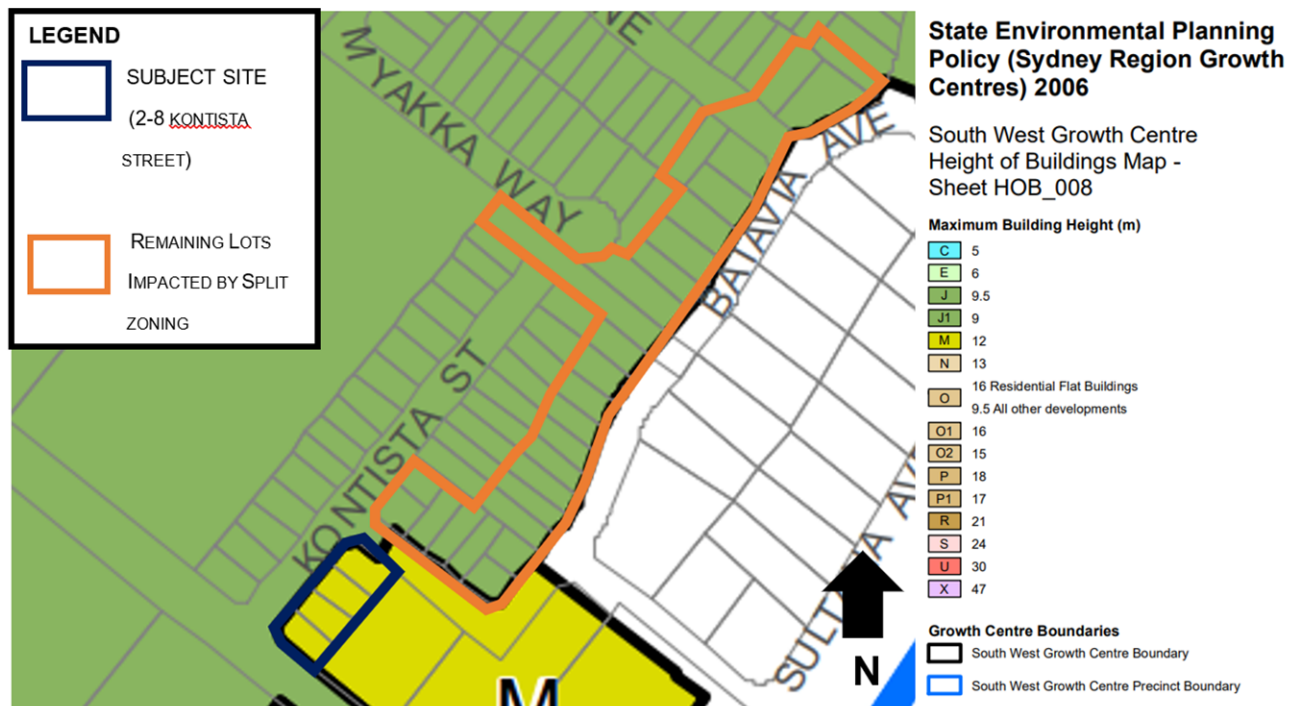 LEGEND
SUBJECT SITE
(2-8 KONTISTA
STREET)
REMAINING LOTS
IMPACTED BY SPLIT
ZONING
NE
MYAKKA WAY
BATAVIA AVE
KONTISTA ST
M
N
State Environmental Planning
Policy (Sydney Region Growth
Centres) 2006
South West Growth Centre
Height of Buildings Map -
Sheet HOB_008
Maximum Building Height (m)
C 5
E 6
J 9.5
J1 9
M 12
N 13
O 16 Residential Flat Buildings
9.5 All other developments
O1 16
O2 15
P 18
P1 17
R 21
S 24
U 30
X 47
Growth Centre Boundaries
South West Growth Centre Boundary
South West Growth Centre Precinct Boundary